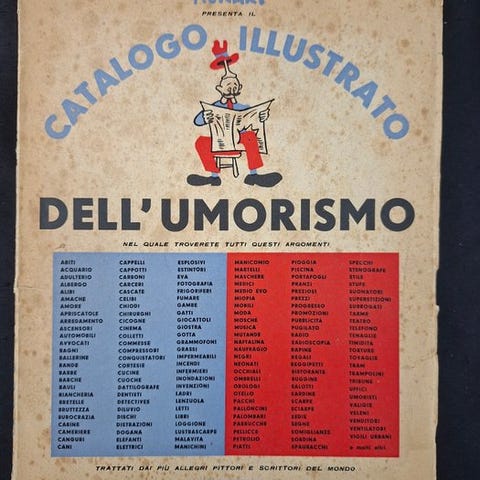 PRESENTA IL
CATALOGO ILLUSTRATO
DELL'UMORISMO
NEL QUALE TROVERETE TUTTI QUESTI ARGOMENTI
ABITI
ACQUARIO
ADULTERIO
ALBERGO
ALIBI
AMACHE
AMORE
APRISCATOLE
ARREDAMENTO
ASCENSORI
AUTOMOBILI
AVVOCATI
BAGNI
BALLERINE
BANDE
BARBE
BARCHE
BAULI
BIANCHERIA
BRETELLE
BRUTTEZZA
BUROCRAZIA
CAMERIERE
CANGURI
CANI
CAPPELLI
CAPPOTTI
CARBONI
CARCERI
CASCATE
CELIBI
CHIODI
CHIRURGHI
CICOGNE
CINEMA
COLLETTI
COMMESSE
COMPRESSORI
CONQUISTATORI
CORTESIE
CUCINE
CUOCHE
DATTILOGRAFE
DENTISTI
DETECTIVES
DILUVIO
DISCHI
DISTRAZIONI
DOGANA
ELEFANTI
ELETTRICI
ESPLOSIVI
ESTINTORI
EVA
FOTOGRAFIA
FRIGORIFERI
FUMARE
GAMBE
GATTI
GIOCATTOLI
GIOSTRA
GOTTA
GRAMMOFONI
GRASSI
IMPERMEABILI
INCENDI
INFERMIERI
INONDAZIONI
INVENZIONI
LADRI
LENZUOLA
LETTI
LIBRI
LOGGIONE
LUSTRASCARPE
MALAVITA
MANICHINI
MANICOMIO
MARTELLI
MASCHERE
MEDICI
MEDIO EVO
MIOPIA
MOBILI
MODA
MOSCHE
MUSICA
MUTANDE
NAFTALINA
NAUFRAGIO
NEGRI
NEONATI
OCCHIALI
OMBRELLI
OROLOGI
OTELLO
PACCHI
PALLONCINI
PALOMBARI
PARRUCCHE
PELLICCE
PETROLIO
PIATTI
PIOGGIA
PISCINA
PORTAFOGLI
PRANZI
PREZIOSI
PREZZI
PROGRESSO
PROMOZIONI
PUBBLICITÀ
PUGILATO
RADIO
RADIOSCOPIA
RAPINE
REGALI
REGGIPETTI
RISTORANTE
RUGGINE
SALOTTI
SARDINE
SCARPE
SCIARPE
SEDIE
SEGHE
SOMIGLIANZE
SORDINA
SPAURACCHI
SPECCHI
STENOGRAFE
STILE
STUFE
SUONATORI
SUPERSTIZIONI
SURROGATI
TARME
TEATRO
TELEFONO
TENAGLIE
TIMIDITÀ
TORTURE
TOVAGLIE
TRAM
TRAMPOLINI
TRIBUNE
UFFICI
UMORISTI
VALIGIE
VELENI
VENDITORI
VENTILATORI
VIGILI URBANI
e molti altri
TRATTATI DAI PIÙ ALLEGRI PITTORI E SCRITTORI DEL MONDO